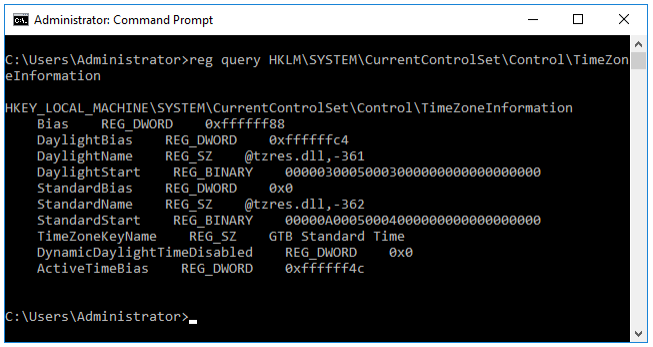 Administrator: Command Prompt
C:\Users\Administrator>reg query HKLM\SYSTEM\CurrentControlSet\Control\TimeZon
eInformation
HKEY_LOCAL_MACHINE\SYSTEM\CurrentControlSet\Control\TimeZoneInformation
    Bias    REG_DWORD    0xffffff88
    DaylightBias    REG_DWORD    0xffffffc4
    DaylightName    REG_SZ    @tzres.dll,-361
    DaylightStart    REG_BINARY    00000300050003000000000000000000
    StandardBias    REG_DWORD    0x0
    StandardName    REG_SZ    @tzres.dll,-362
    StandardStart    REG_BINARY    00000A00050004000000000000000000
    TimeZoneKeyName    REG_SZ    GTB Standard Time
    DynamicDaylightTimeDisabled    REG_DWORD    0x0
    ActiveTimeBias    REG_DWORD    0xffffff4c
C:\Users\Administrator>